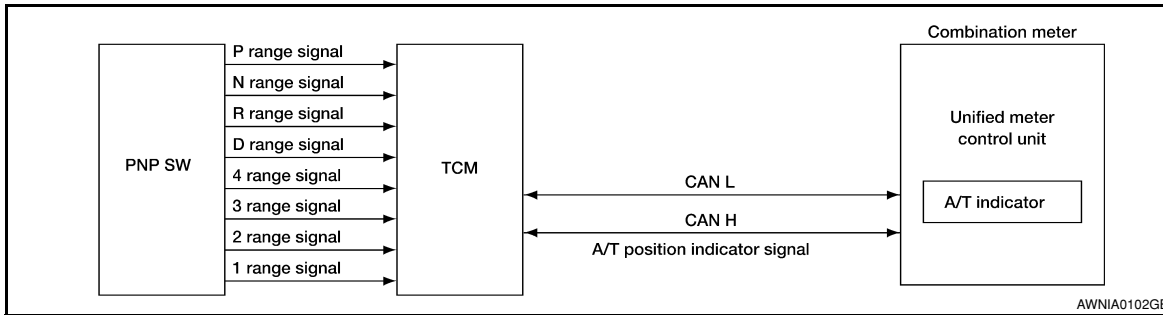 Combination meter
P range signal
N range signal
R range signal
D range signal
4 range signal
3 range signal
2 range signal
1 range signal
PNP SW
TCM
CAN L
CAN H
A/T position indicator signal
Unified meter
control unit
A/T indicator
AWNIA0102GB